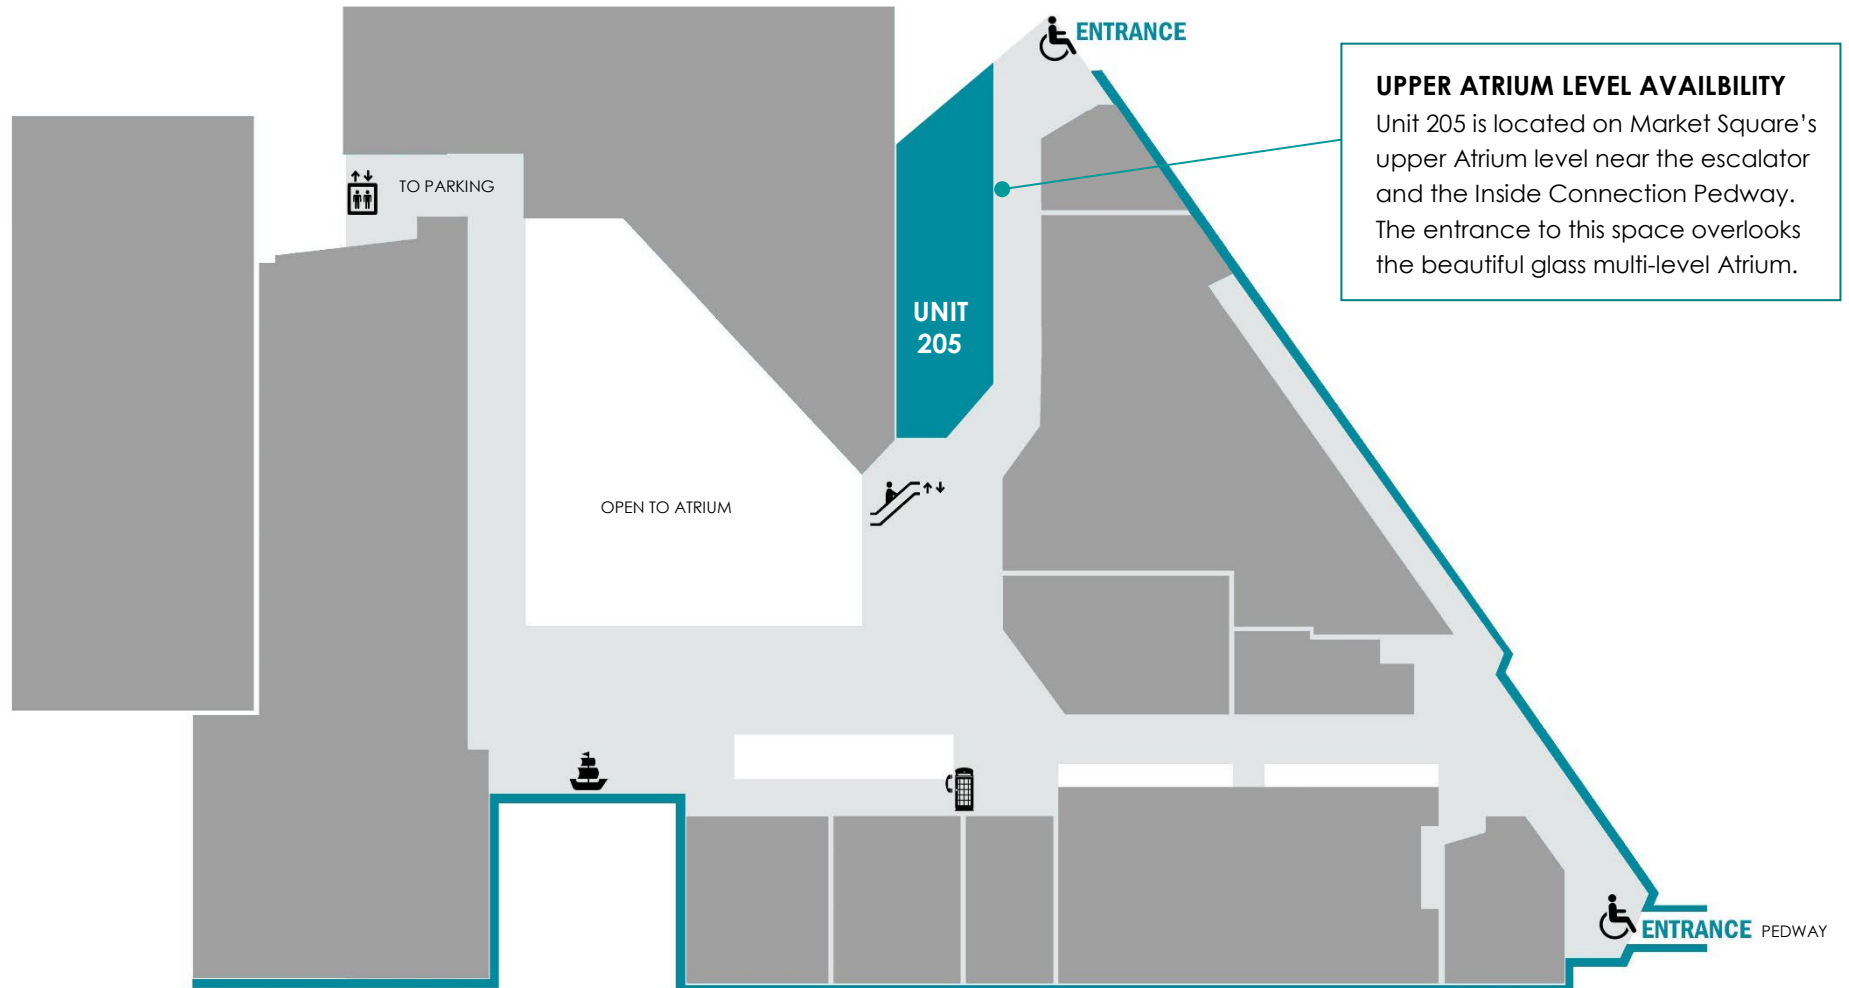 ENTRANCE
UPPER ATRIUM LEVEL AVAILBILITY
Unit 205 is located on Market Square’s
upper Atrium level near the escalator
and the Inside Connection Pedway.
The entrance to this space overlooks
the beautiful glass multi-level Atrium.
TO PARKING
UNIT
205
OPEN TO ATRIUM
ENTRANCE PEDWAY